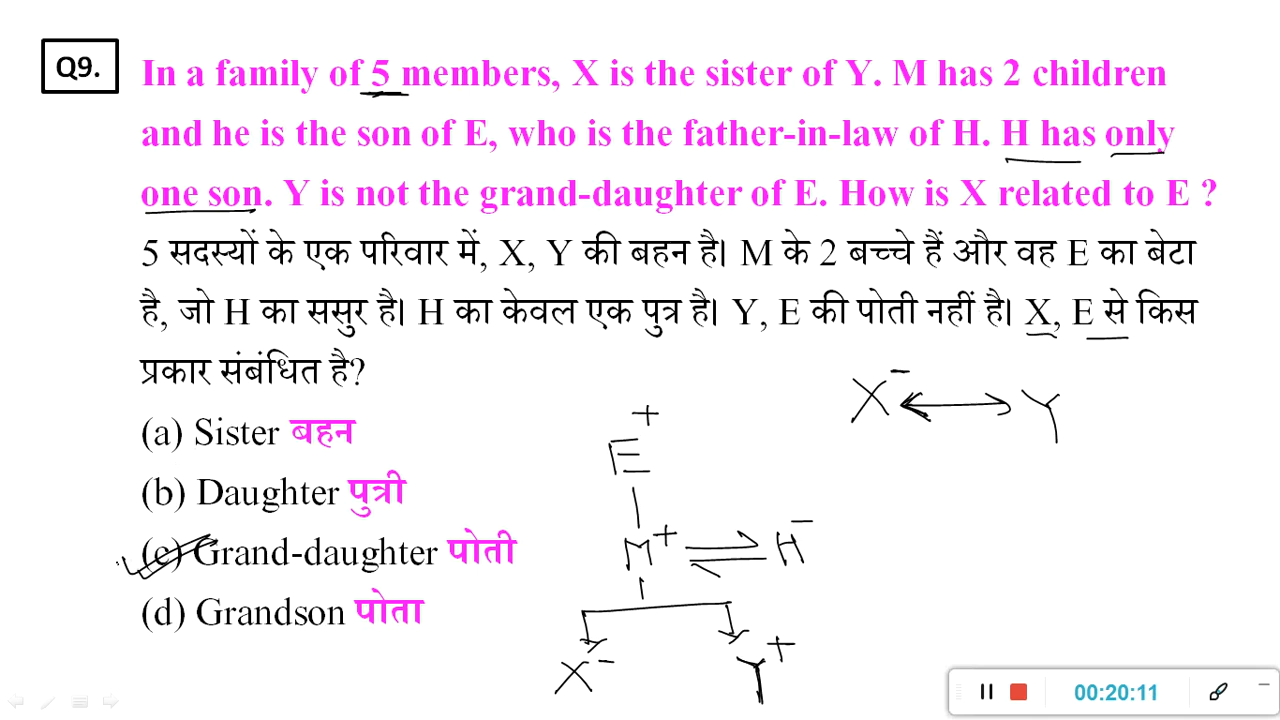 Q9.
In a family of 5 members, X is the sister of Y. M has 2 children
and he is the son of E, who is the father-in-law of H. H has only
one son. Y is not the grand-daughter of E. How is X related to E ?
5 सदस्यों के एक परिवार में, X, Y की बहन है। M के 2 बच्चे हैं और वह E का बेटा
है, जो H का ससुर है। H का केवल एक पुत्र है। Y, E की पोती नहीं है। X, E से किस
प्रकार संबंधित है?
(a) Sister बहन
(b) Daughter पुत्री
(c) Grand-daughter पोती
(d) Grandson पोता
X⁻ ↔ Y
E⁺
M⁺ ⇌ H⁻
X⁻ Y⁺
00:20:11